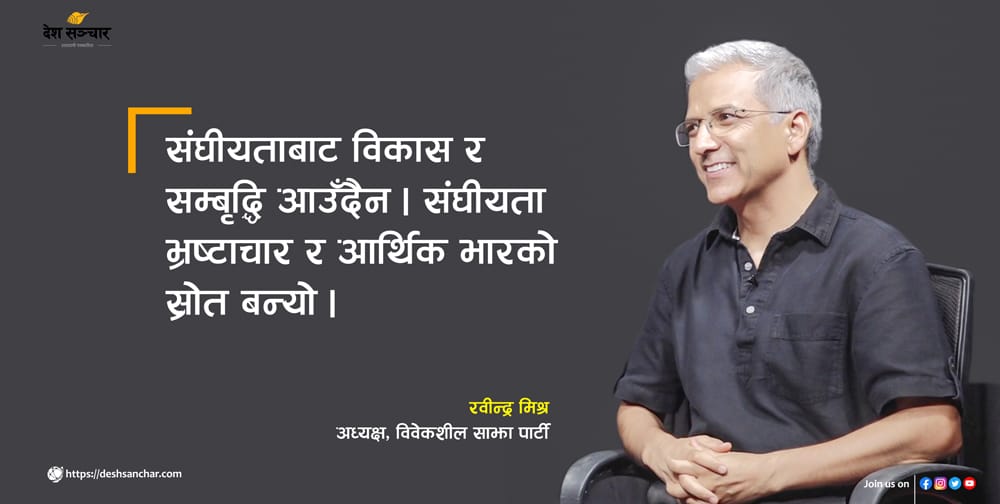 देश सञ्चार
संघीयताबाट विकास र
सम्बृद्धि आउँदैन। संघीयता
भ्रष्टाचार र आर्थिक भारको
स्रोत बन्यो।
रवीन्द्र मिश्र
अध्यक्ष, विवेकशील साझा पार्टी
https://deshsanchar.com
Join us on